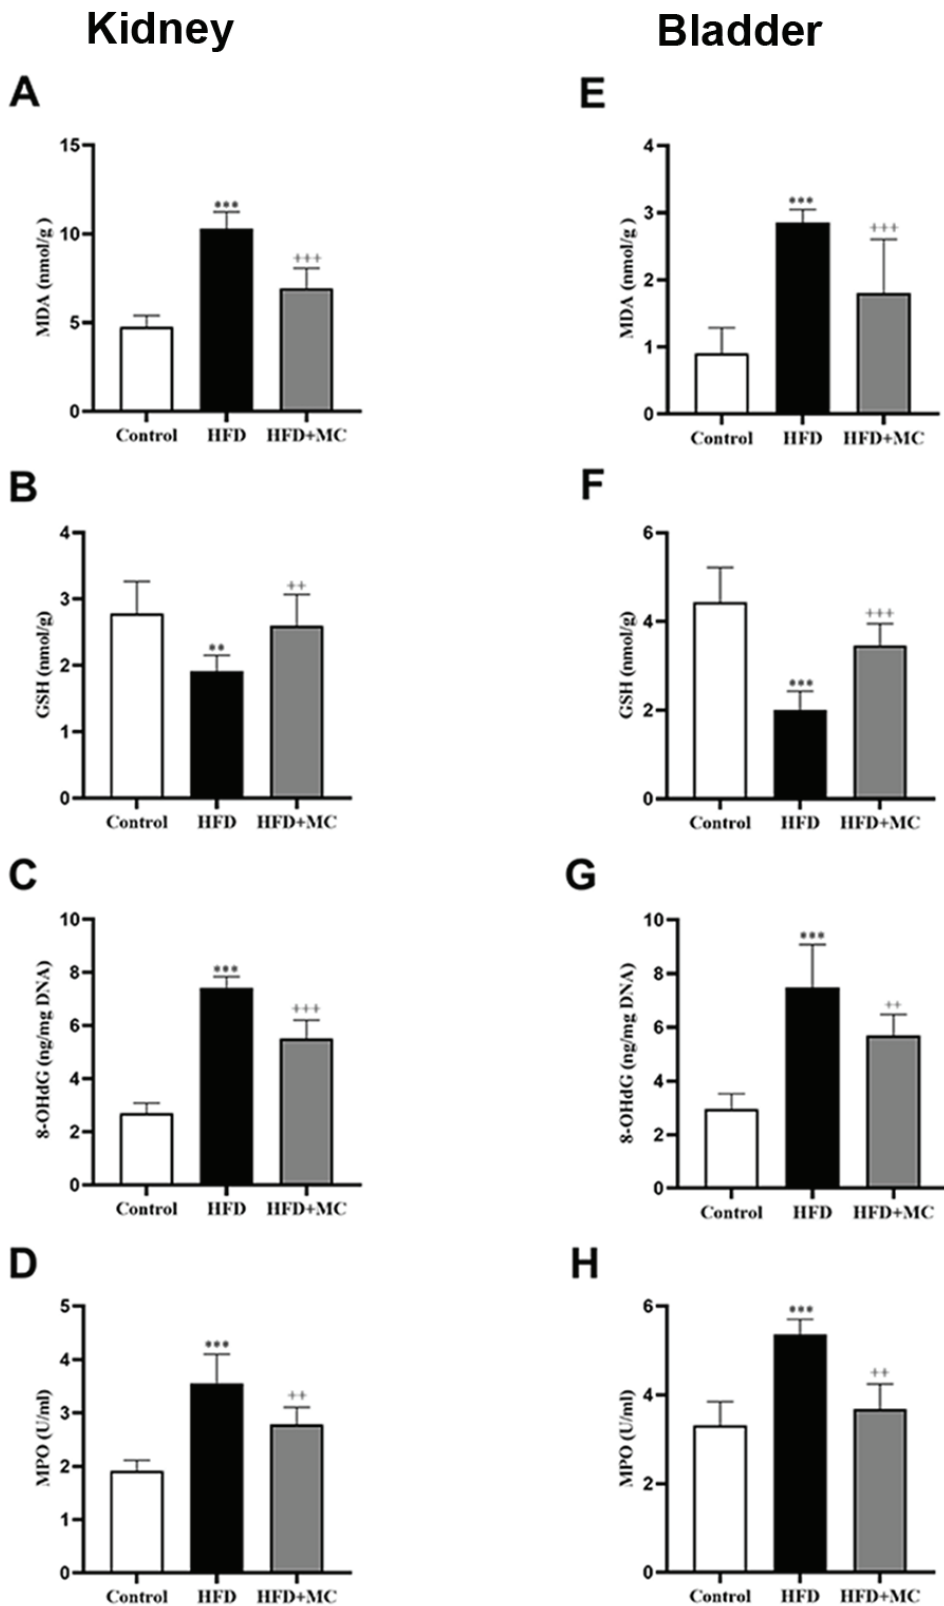 Kidney
Bladder
A
15
10
5
0
MDA (nmol/g )
***
+++
Control HFD HFD+MC
E
4
3
2
1
0
MDA (nmol/g )
***
+++
Control HFD HFD+MC
B
4
3
2
1
0
GSH (nmol/g)
**
++
Control HFD HFD+MC
F
6
4
2
0
GSH (nmol/g)
***
+++
Control HFD HFD+MC
C
10
8
6
4
2
0
8-OHdG (ng/mg DNA)
***
+++
Control HFD HFD+MC
G
10
8
6
4
2
0
8-OHdG (ng/mg DNA)
***
++
Control HFD HFD+MC
D
5
4
3
2
1
0
MPO (U/ml)
***
++
Control HFD HFD+MC
H
6
4
2
0
MPO (U/ml)
***
++
Control HFD HFD+MC